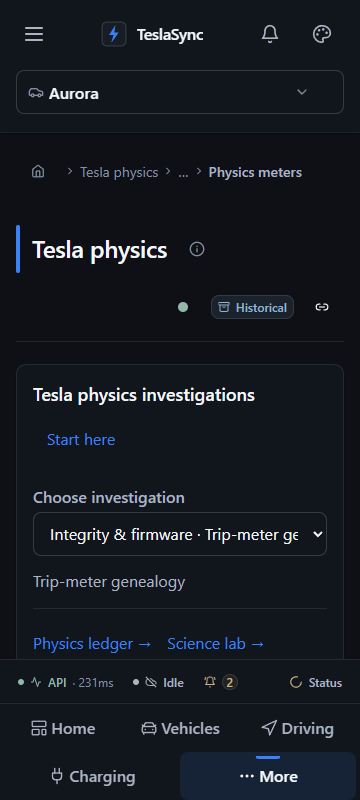 TeslaSync
Aurora
Tesla physics ... Physics meters
Tesla physics
Historical
Tesla physics investigations
Start here
Choose investigation
Integrity & firmware · Trip-meter ge
Trip-meter genealogy
Physics ledger → Science lab →
API · 231ms Idle 2 Status
Home Vehicles Driving
Charging ··· More